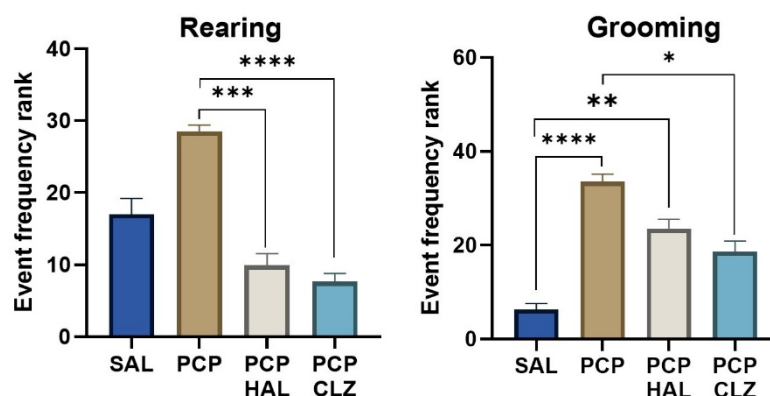 Rearing
Event frequency rank
40
30
20
10
0
****
***
SAL
PCP
PCP
HAL
PCP
CLZ
Grooming
Event frequency rank
60
40
20
0
*
**
****
SAL
PCP
PCP
HAL
PCP
CLZ